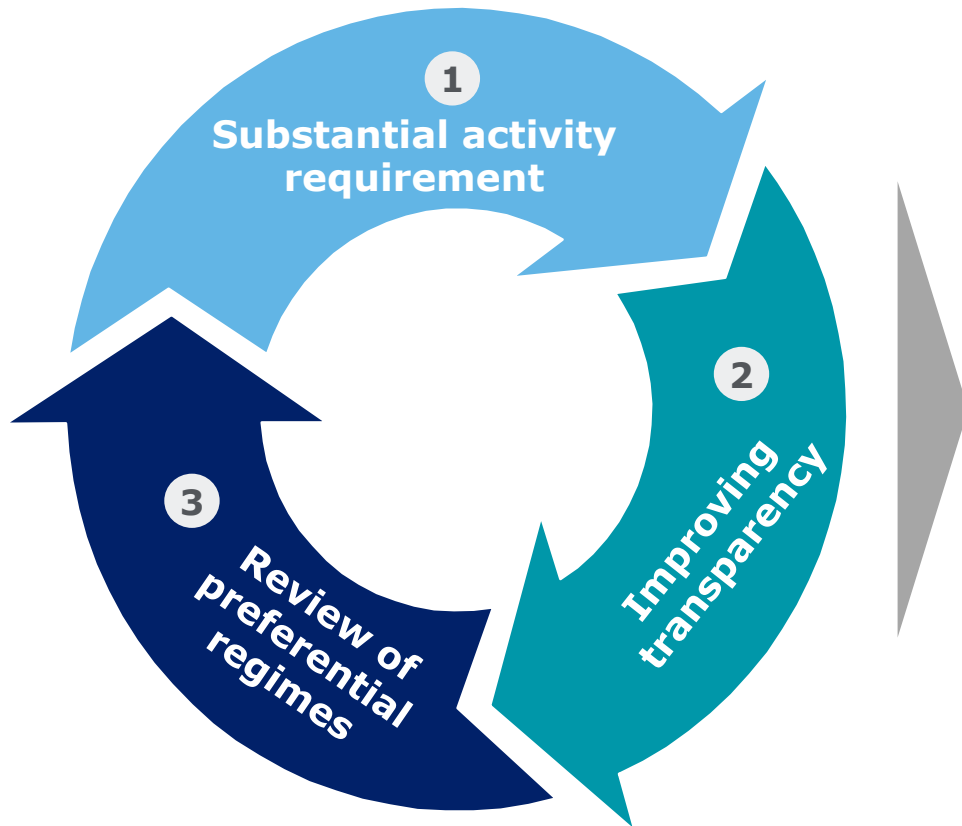 1
Substantial activity
requirement
2
Improving
transparency
3
Review of
preferential
regimes